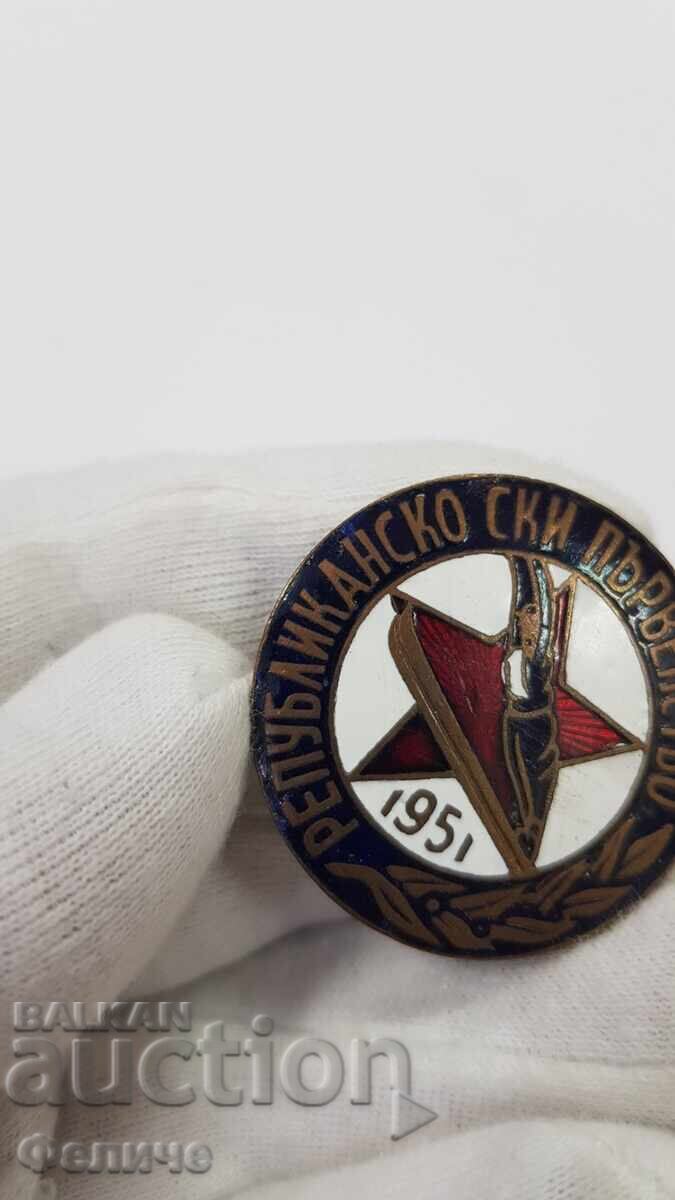 РЕПУБЛИКАНСКО СКИ ПЪРВЕНСТВО
1951
BALKAN
auction
Феличе